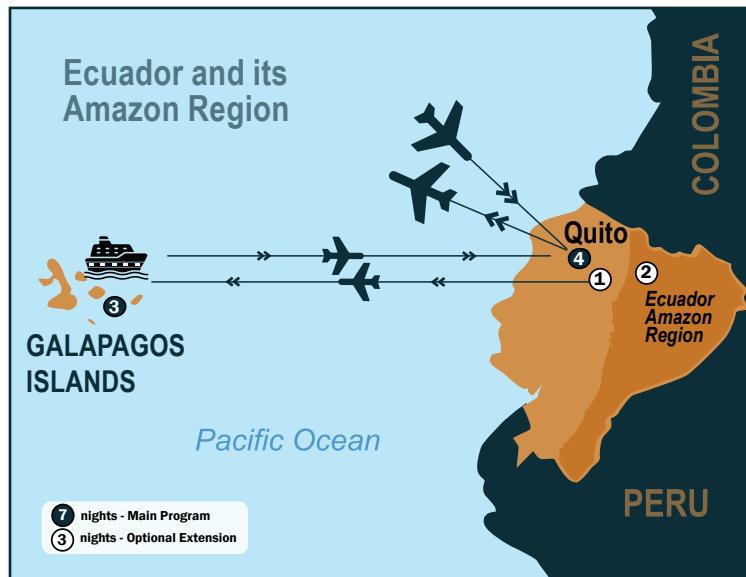 Ecuador and its
Amazon Region
COLOMBIA
Quito
4
1
2
Ecuador
Amazon
Region
3
GALAPAGOS
ISLANDS
Pacific Ocean
PERU
7 nights - Main Program
3 nights - Optional Extension